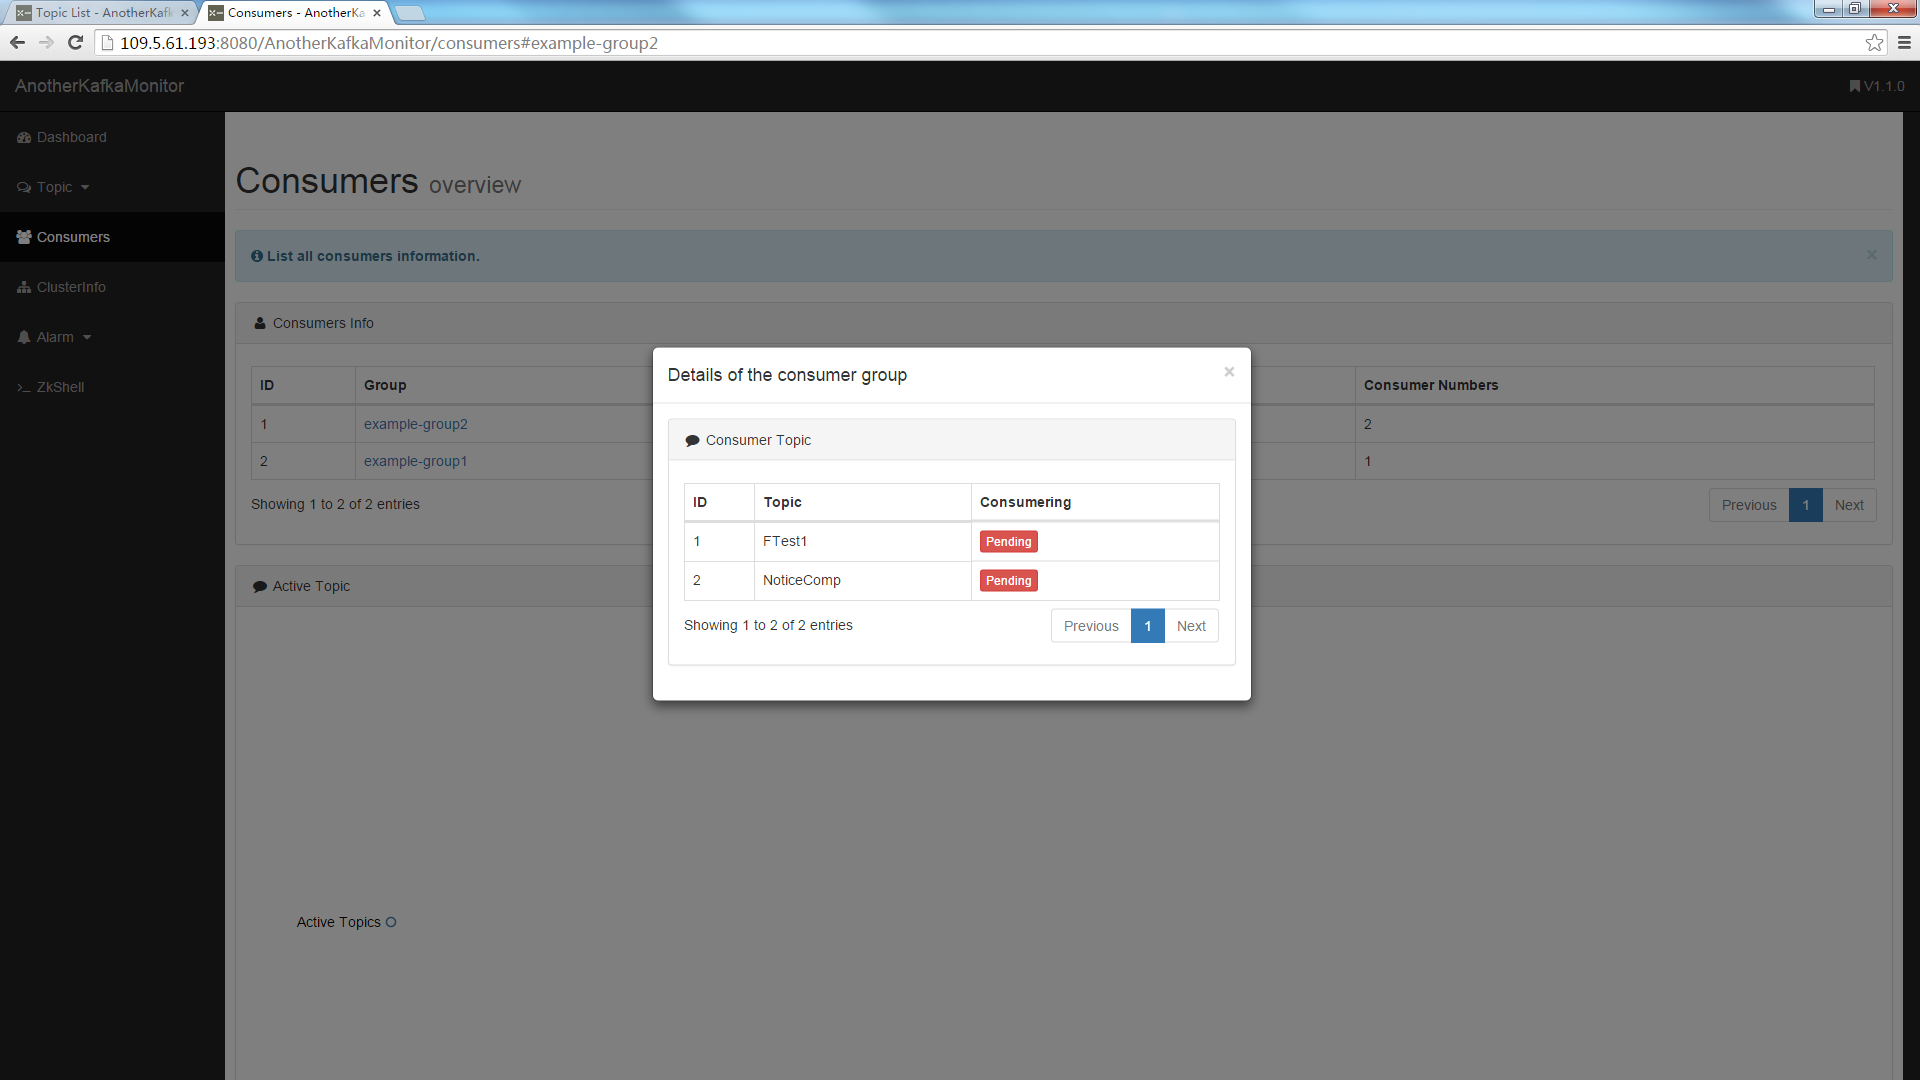 Topic List - AnotherKafk
Consumers - AnotherKa
109.5.61.193:8080/AnotherKafkaMonitor/consumers#example-group2
AnotherKafkaMonitor
V1.1.0
Dashboard
Topic
Consumers
ClusterInfo
Alarm
ZkShell
Consumers overview
List all consumers information.
×
Consumers Info
ID Group Consumer Numbers
1 example-group2 2
2 example-group1 1
Showing 1 to 2 of 2 entries
Previous 1 Next
Active Topic
Active Topics
Details of the consumer group
×
Consumer Topic
ID Topic Consumering
1 FTest1 Pending
2 NoticeComp Pending
Showing 1 to 2 of 2 entries
Previous 1 Next